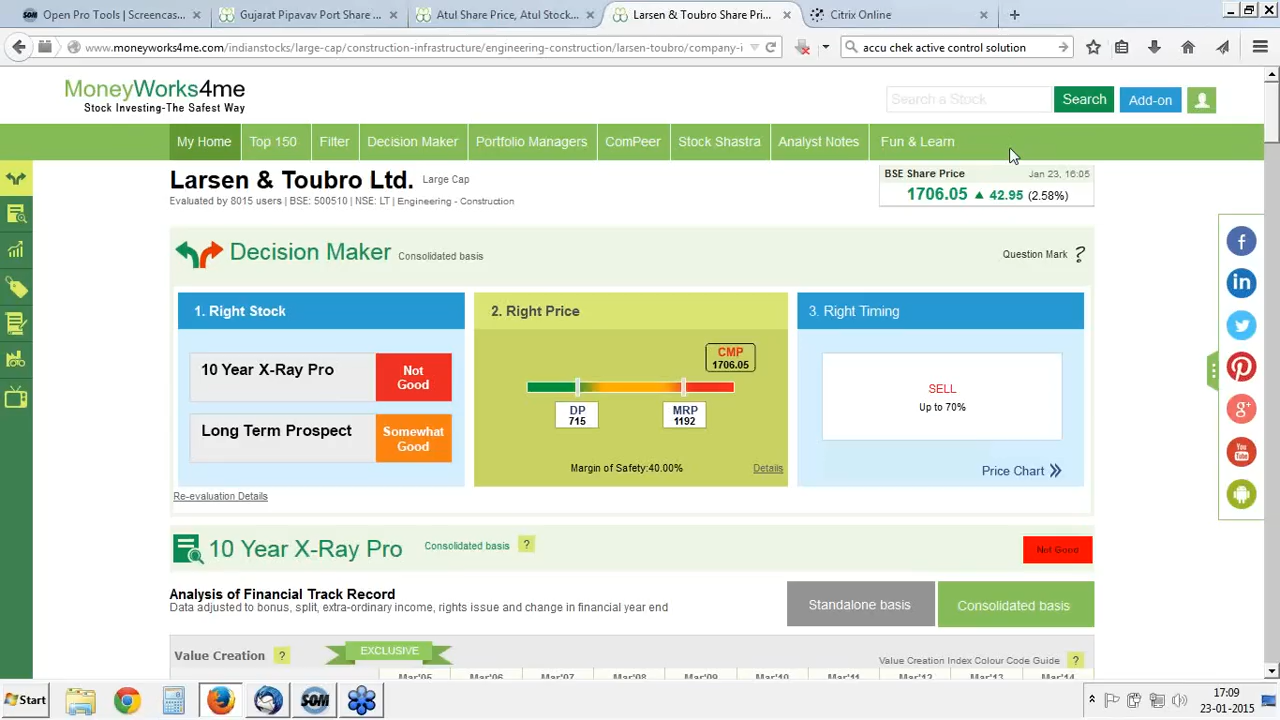 Open Pro Tools | Screencas...
Gujarat Pipavav Port Share ...
Atul Share Price, Atul Stock...
Larsen & Toubro Share Pri...
Citrix Online
www.moneyworks4me.com/indianstocks/large-cap/construction-infrastructure/engineering-construction/larsen-toubro/company-i
accu chek active control solution
MoneyWorks4me
Stock Investing-The Safest Way
Search a Stock
Search
Add-on
My Home
Top 150
Filter
Decision Maker
Portfolio Managers
ComPeer
Stock Shastra
Analyst Notes
Fun & Learn
Larsen & Toubro Ltd. Large Cap
Evaluated by 8015 users | BSE: 500510 | NSE: LT | Engineering - Construction
BSE Share Price Jan 23, 16:05
1706.05 ▲ 42.95 (2.58%)
Decision Maker Consolidated basis
Question Mark ?
1. Right Stock
10 Year X-Ray Pro
Not
Good
Long Term Prospect
Somewhat
Good
Re-evaluation Details
2. Right Price
CMP
1706.05
DP
715
MRP
1192
Margin of Safety:40.00%
Details
3. Right Timing
SELL
Up to 70%
Price Chart
10 Year X-Ray Pro Consolidated basis ?
Not Good
Analysis of Financial Track Record
Data adjusted to bonus, split, extra-ordinary income, rights issue and change in financial year end
Standalone basis
Consolidated basis
Value Creation ?
EXCLUSIVE
Value Creation Index Colour Code Guide ?
Mar'05 Mar'06 Mar'07 Mar'08 Mar'09 Mar'10 Mar'11 Mar'12 Mar'13 Mar'14
f
in
g+
You
Tube
Start
SOM
17:09
23-01-2015